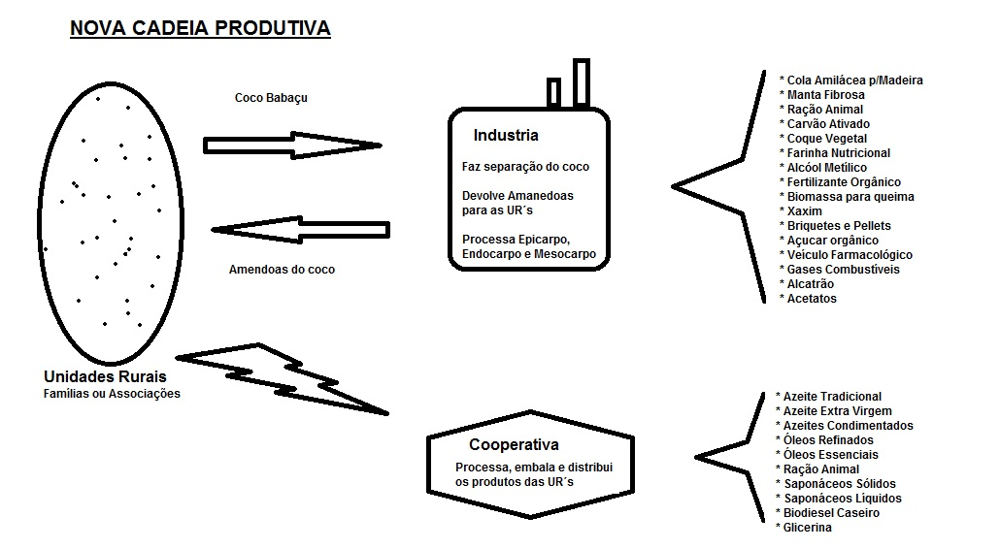 NOVA CADEIA PRODUTIVA
Coco Babaçu
Amendoas do coco
Unidades Rurais
Famílias ou Associações
Industria
Faz separação do coco
Devolve Amanedoas
para as UR´s
Processa Epicarpo,
Endocarpo e Mesocarpo
* Cola Amilácea p/Madeira
* Manta Fibrosa
* Ração Animal
* Carvão Ativado
* Coque Vegetal
* Farinha Nutricional
* Alcóol Metilico
* Fertilizante Orgânico
* Biomassa para queima
* Xaxim
* Briquetes e Pellets
* Açucar orgânico
* Veículo Farmacológico
* Gases Combustíveis
* Alcatrão
* Acetatos
Cooperativa
Processa, embala e distribui
os produtos das UR´s
* Azeite Tradicional
* Azeite Extra Virgem
* Azeites Condimentados
* Óleos Refinados
* Óleos Essenciais
* Ração Animal
* Saponáceos Sólidos
* Saponáceos Líquidos
* Biodiesel Caseiro
* Glicerina